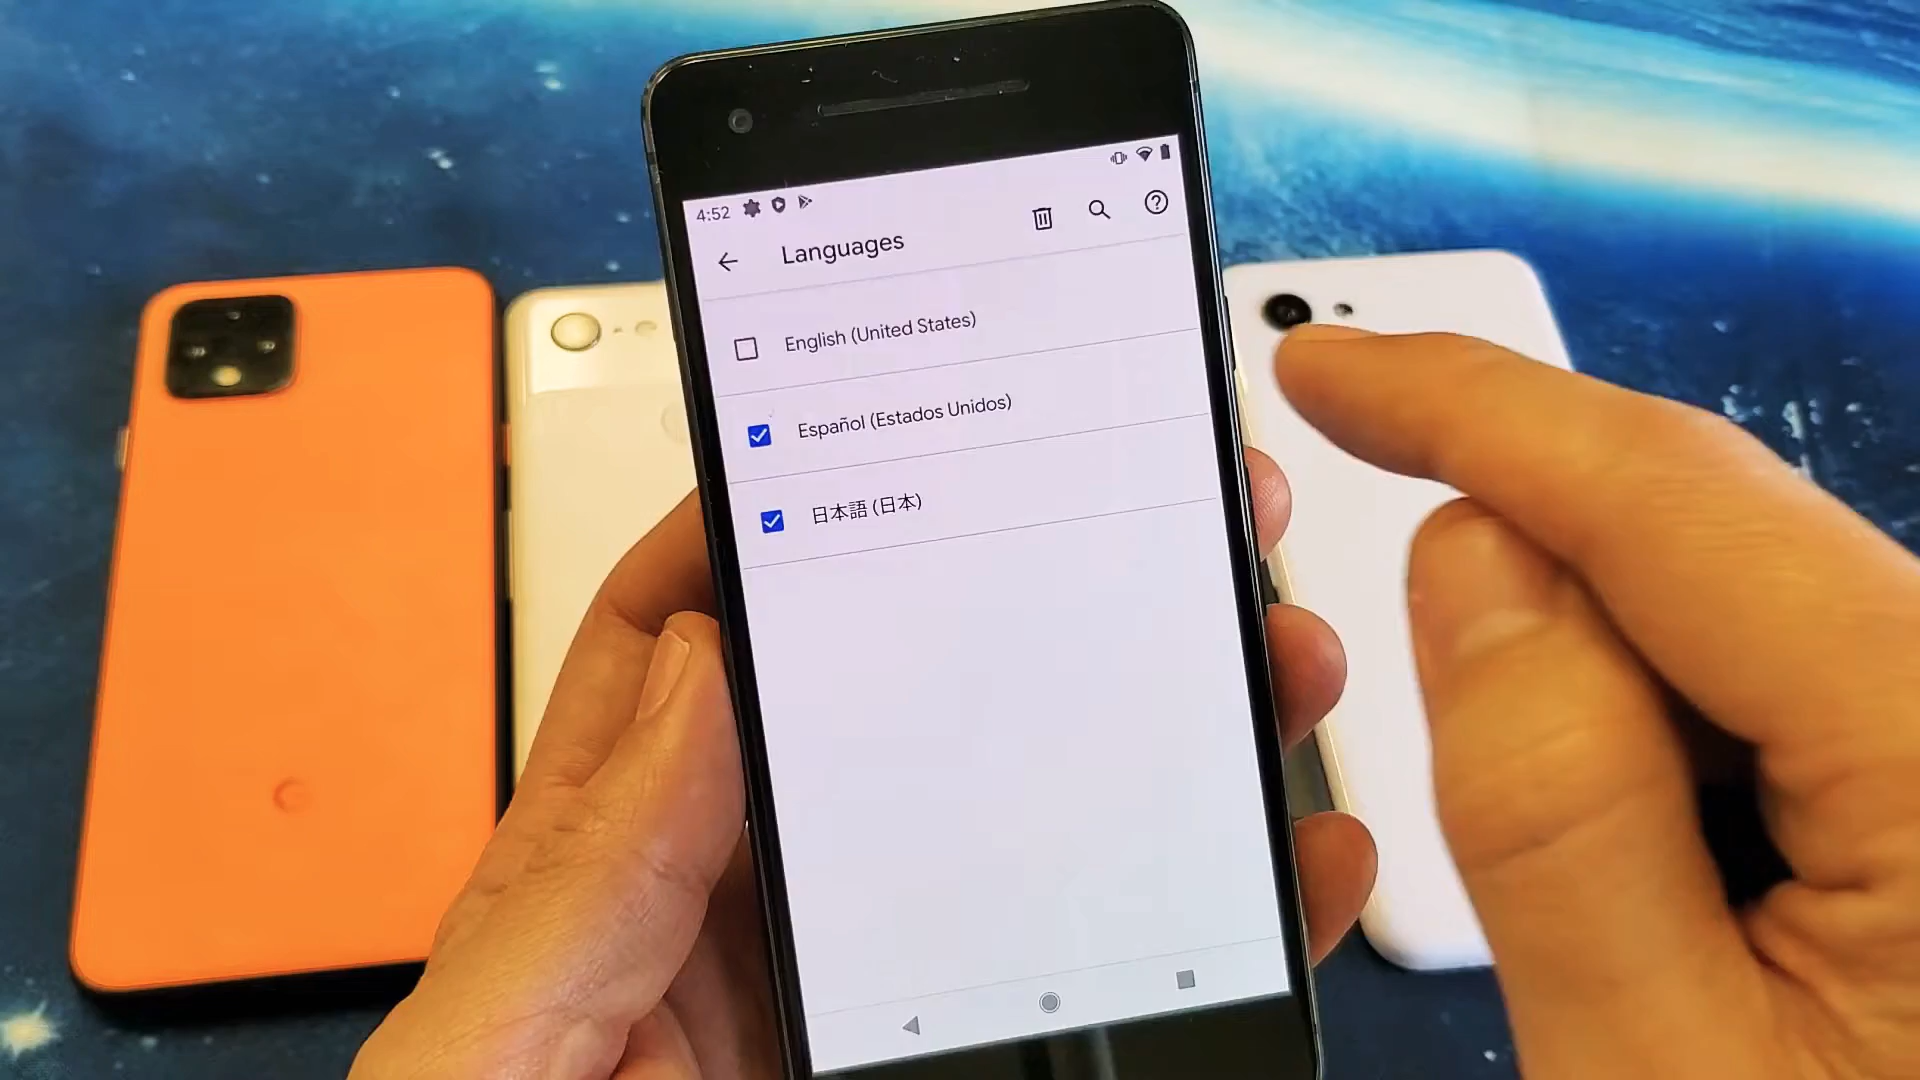 4:52
Languages
English (United States)
Español (Estados Unidos)
日本語 (日本)